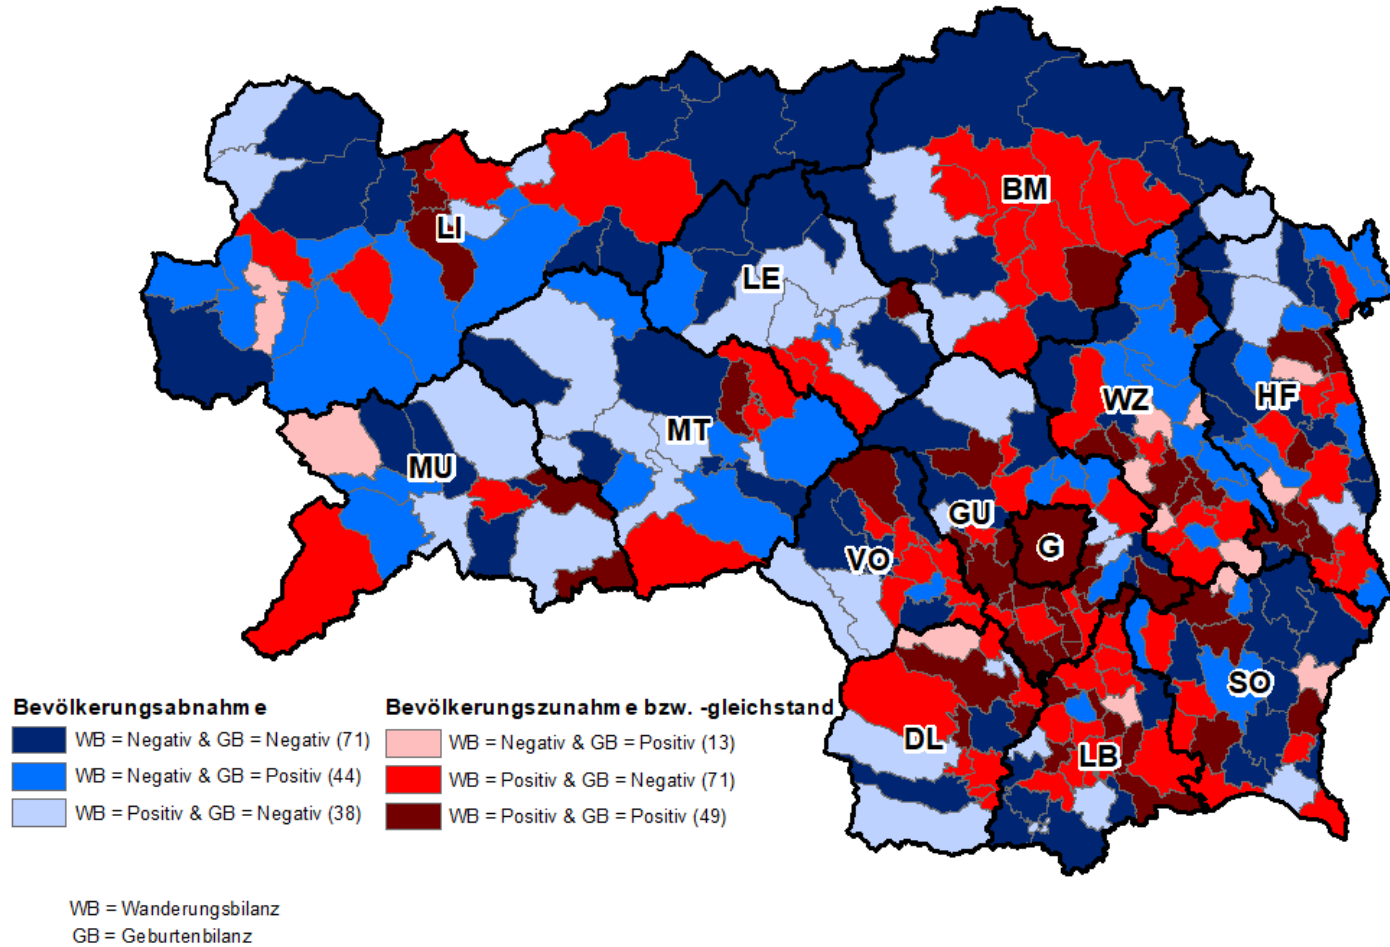 BM
LI
LE
WZ
HF
MT
MU
GU
G
VO
SO
DL
LB
Bevölkerungsabnahme
WB = Negativ & GB = Negativ (71)
WB = Negativ & GB = Positiv (44)
WB = Positiv & GB = Negativ (38)
Bevölkerungszunahme bzw. -gleichstand
WB = Negativ & GB = Positiv (13)
WB = Positiv & GB = Negativ (71)
WB = Positiv & GB = Positiv (49)
WB = Wanderungsbilanz
GB = Geburtenbilanz